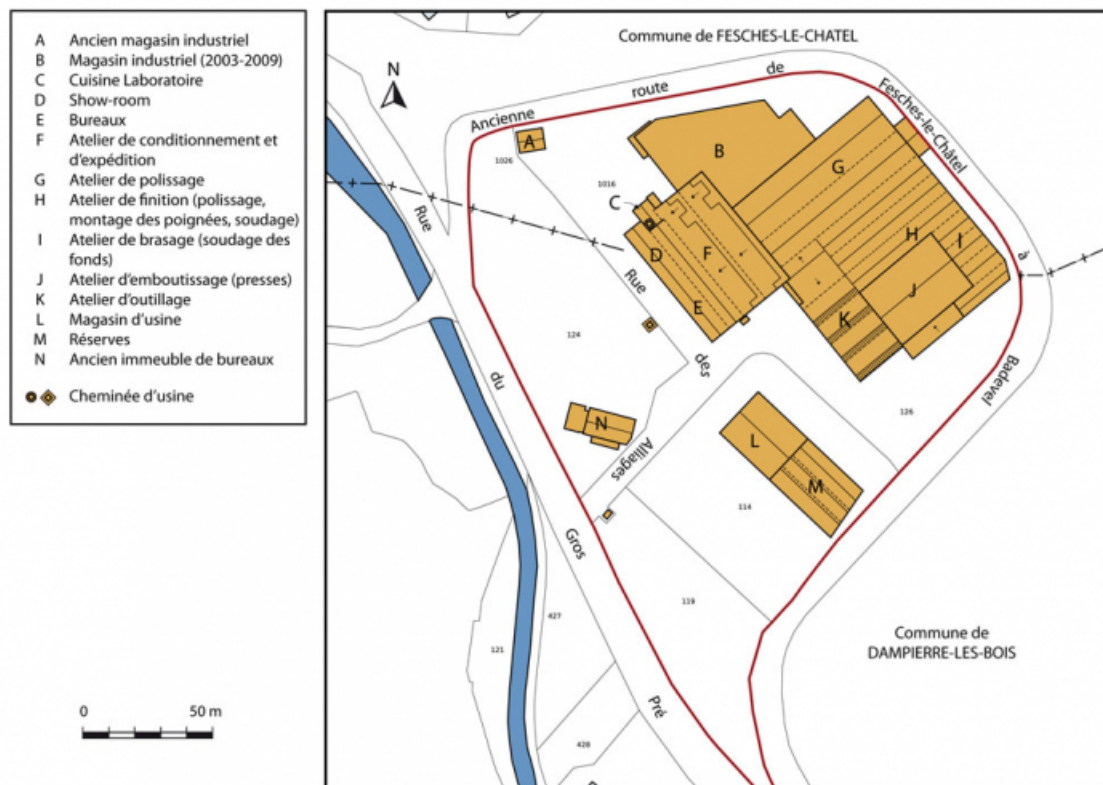 A Ancien magasin industriel
B Magasin industriel (2003-2009)
C Cuisine Laboratoire
D Show-room
E Bureaux
F Atelier de conditionnement et
d'expédition
G Atelier de polissage
H Atelier de finition (polissage,
montage des poignées, soudage)
I Atelier de brasage (soudage des
fonds)
J Atelier d'emboutissage (presses)
K Atelier d'outillage
L Magasin d'usine
M Réserves
N Ancien immeuble de bureaux
Cheminée d'usine
0 50 m
N
Commune de FESCHES-LE-CHATEL
Ancienne route de Fesches-le-Châtel à Badevel
A
1026
B
G
1016
C
D
F
H
I
E
J
K
Rue des Alliages
124
126
N
L
M
114
Rue du Gros Pré
119
427
121
428
Commune de
DAMPIERRE-LES-BOIS